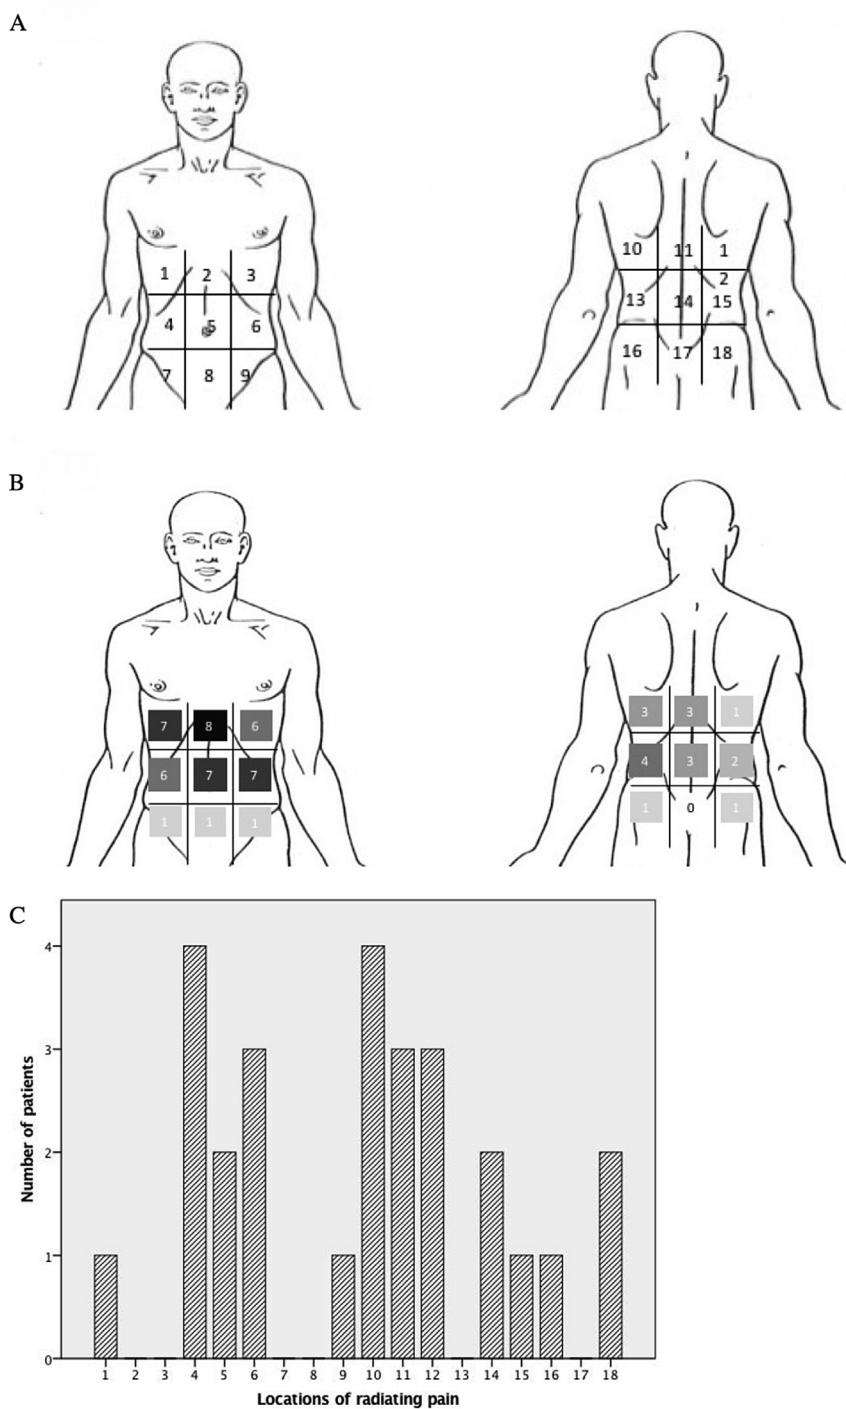 A
1 2 3
4 5 6
7 8 9
10 11 1
2
13 14 15
16 17 18
B
7 8 6
6 7 7
1 1 1
3 3 1
4 3 2
1 0 1
C
Number of patients
4
3
2
1
0
1 2 3 4 5 6 7 8 9 10 11 12 13 14 15 16 17 18
Locations of radiating pain